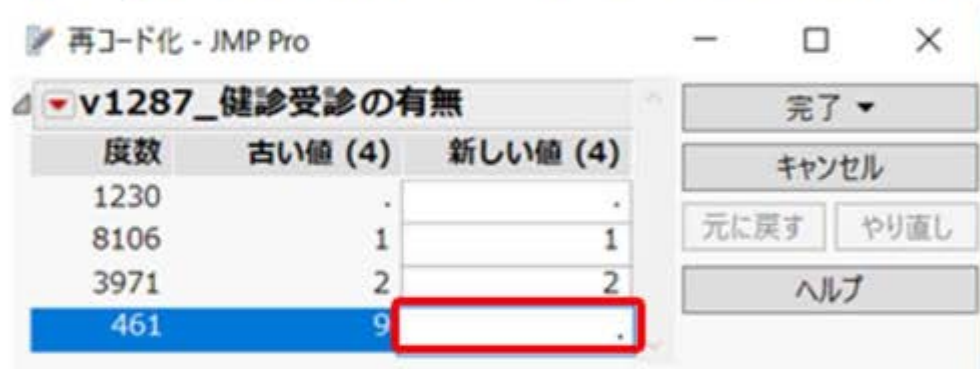 再コード化 - JMP Pro
v1287_健診受診の有無
度数 古い値 (4) 新しい値 (4)
1230 . .
8106 1 1
3971 2 2
461 9 .
完了
キャンセル
元に戻す やり直し
ヘルプ